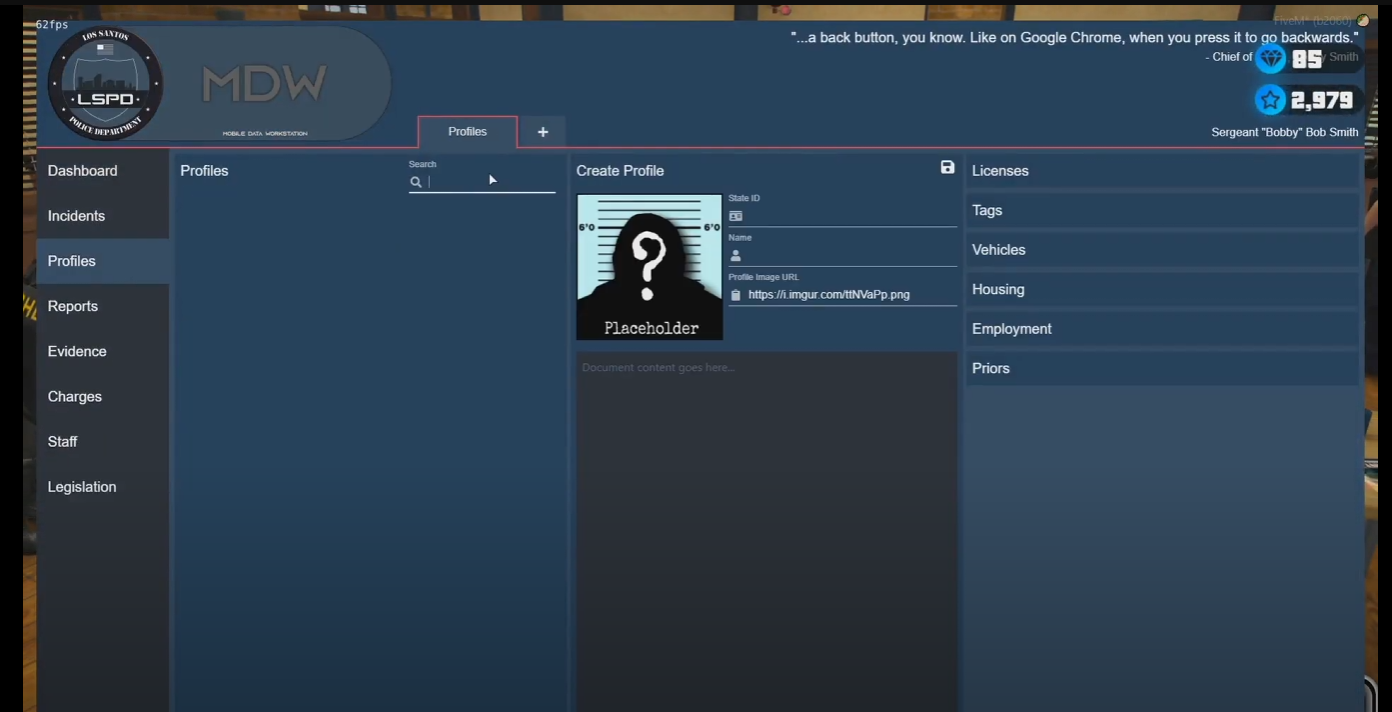 62fps
FiveM* (b2060)
LOS SANTOS
LSPD
POLICE DEPARTMENT
MDW
MOBILE DATA WORKSTATION
"...a back button, you know. Like on Google Chrome, when you press it to go backwards."
- Chief of
Smith
85
2,979
Sergeant "Bobby" Bob Smith
Profiles
+
Dashboard
Incidents
Profiles
Reports
Evidence
Charges
Staff
Legislation
Profiles
Search
Create Profile
6'0
6'0
?
Placeholder
State ID
Name
Profile Image URL
https://i.imgur.com/ttNVaPp.png
Document content goes here...
Licenses
Tags
Vehicles
Housing
Employment
Priors